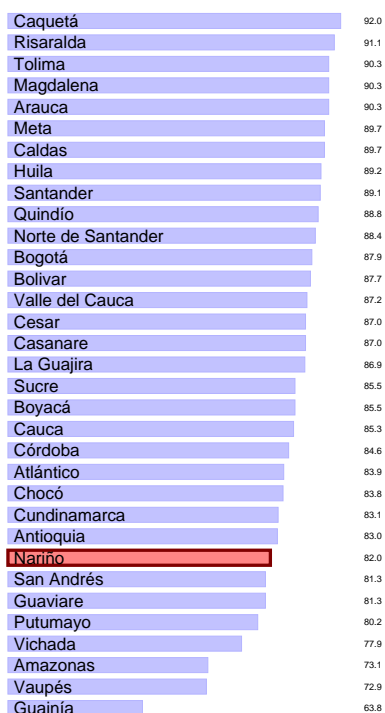 Caquetá 92.0
Risaralda 91.1
Tolima 90.3
Magdalena 90.3
Arauca 90.3
Meta 89.7
Caldas 89.7
Huila 89.2
Santander 89.1
Quindío 88.8
Norte de Santander 88.4
Bogotá 87.9
Bolivar 87.7
Valle del Cauca 87.2
Cesar 87.0
Casanare 87.0
La Guajira 86.9
Sucre 85.5
Boyacá 85.5
Cauca 85.3
Córdoba 84.6
Atlántico 83.9
Chocó 83.8
Cundinamarca 83.1
Antioquia 83.0
Nariño 82.0
San Andrés 81.3
Guaviare 81.3
Putumayo 80.2
Vichada 77.9
Amazonas 73.1
Vaupés 72.9
Guainía 63.8